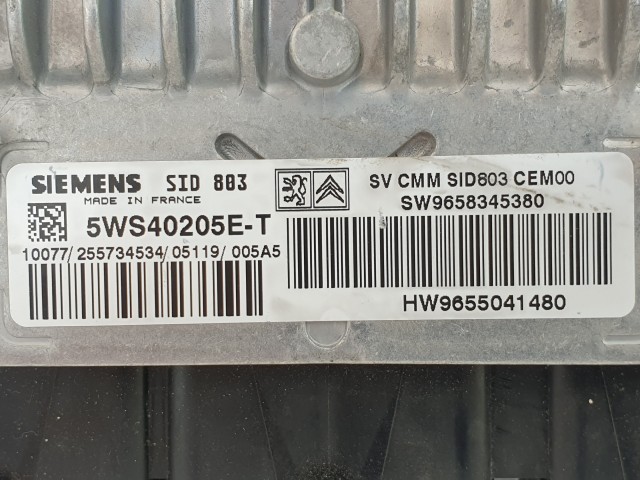 SIEMENS SID 803
MADE IN FRANCE
5WS40205E-T
10077/255734534/05119/005A5
SV CMM SID803 CEM00
SW9658345380
HW9655041480